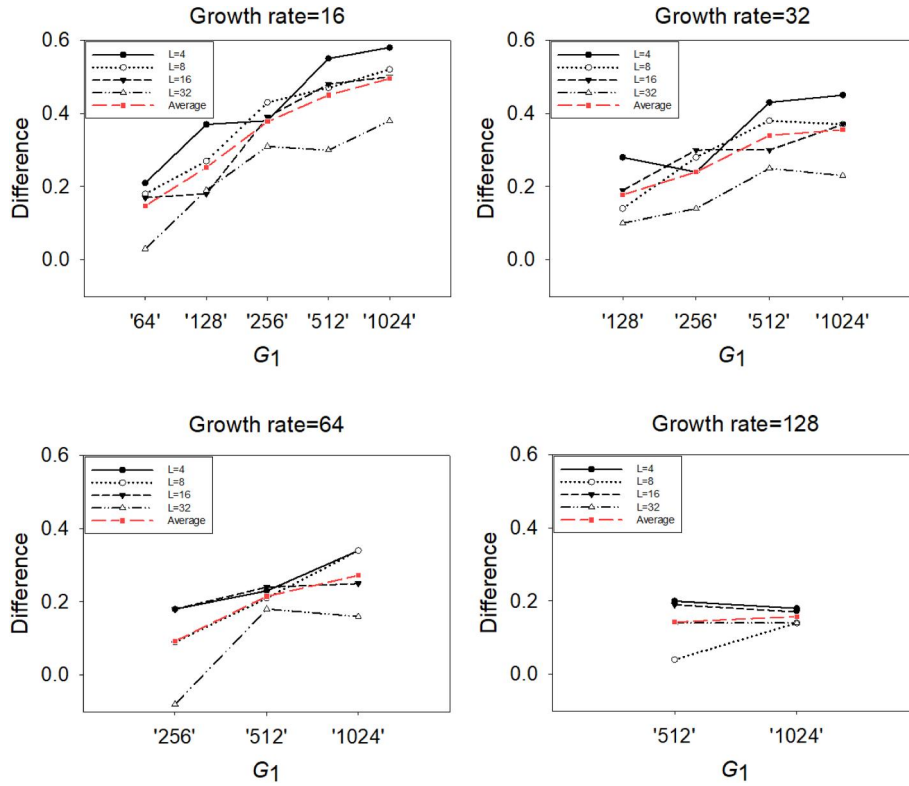 Growth rate=16
Difference
0.6
0.4
0.2
0.0
L=4
L=8
L=16
L=32
Average
'64' '128' '256' '512' '1024'
G1
Growth rate=32
Difference
0.6
0.4
0.2
0.0
L=4
L=8
L=16
L=32
Average
'128' '256' '512' '1024'
G1
Growth rate=64
Difference
0.6
0.4
0.2
0.0
L=4
L=8
L=16
L=32
Average
'256' '512' '1024'
G1
Growth rate=128
Difference
0.6
0.4
0.2
0.0
L=4
L=8
L=16
L=32
Average
'512' '1024'
G1